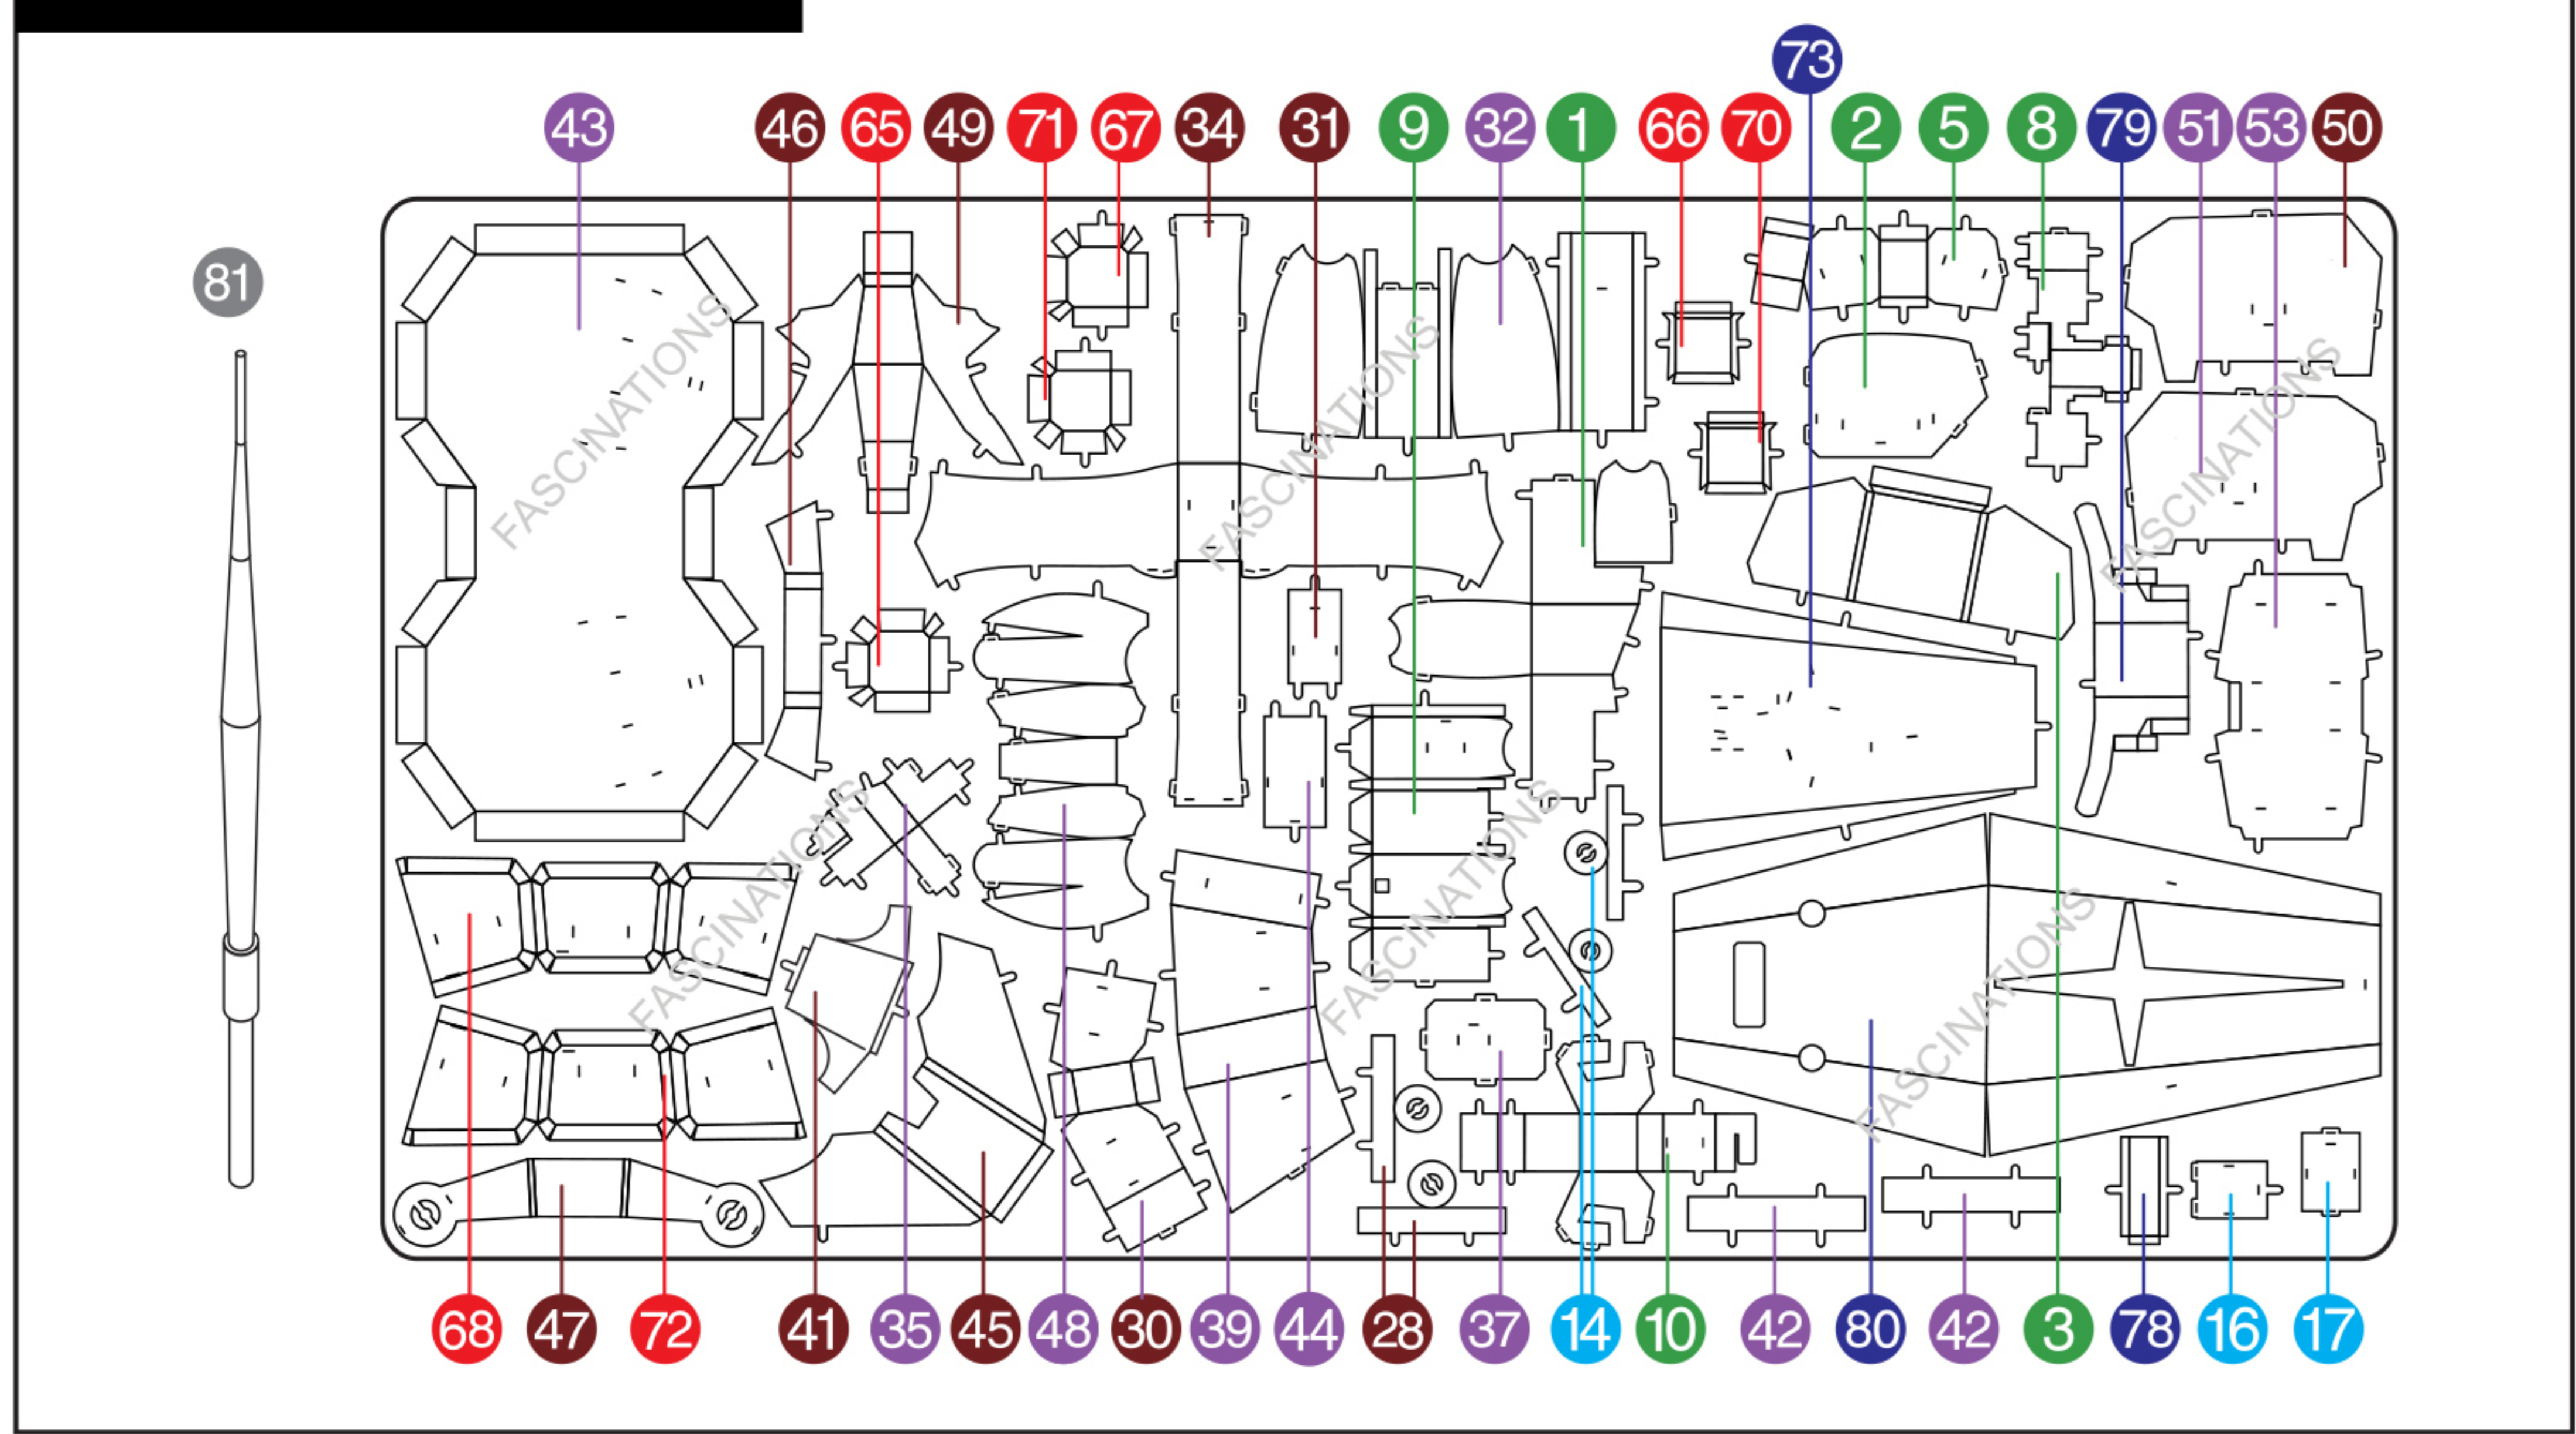 73
43 46 65 49 71 67 34 31 9 32 1 66 70 2 5 8 79 51 53 50
81
FASCINATIONS
FASCINATIONS
FASCINATIONS
FASCINATIONS
FASCINATIONS
FASCINATIONS
68 47 72 41 35 45 48 30 39 44 28 37 14 10 42 80 42 3 78 16 17